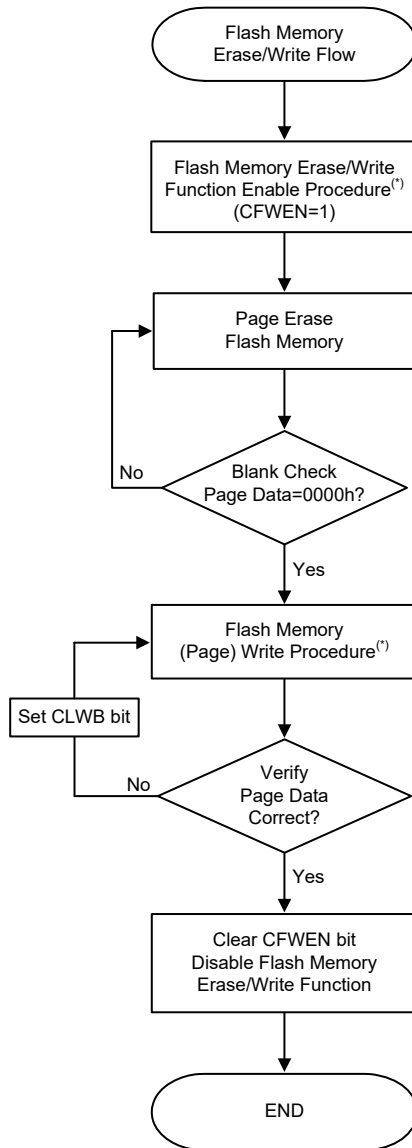 Flash Memory
Erase/Write Flow
Flash Memory Erase/Write
Function Enable Procedure(*)
(CFWEN=1)
Page Erase
Flash Memory
No
Blank Check
Page Data=0000h?
Yes
Flash Memory
(Page) Write Procedure(*)
Set CLWB bit
No
Verify
Page Data
Correct?
Yes
Clear CFWEN bit
Disable Flash Memory
Erase/Write Function
END